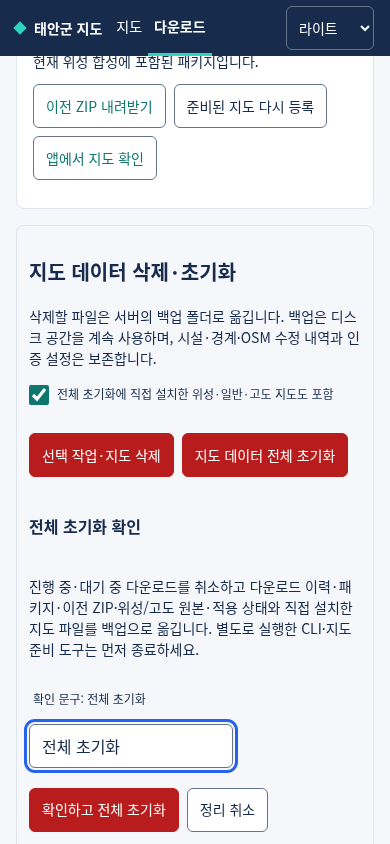 태안군 지도 지도 다운로드 라이트
현재 위성 합성에 포함된 패키지입니다.
이전 ZIP 내려받기 준비된 지도 다시 등록
앱에서 지도 확인
지도 데이터 삭제·초기화
삭제할 파일은 서버의 백업 폴더로 옮깁니다. 백업은 디스
크 공간을 계속 사용하며, 시설·경계·OSM 수정 내역과 인
증 설정은 보존합니다.
전체 초기화에 직접 설치한 위성·일반·고도 지도도 포함
선택 작업·지도 삭제 지도 데이터 전체 초기화
전체 초기화 확인
진행 중·대기 중 다운로드를 취소하고 다운로드 이력·패
키지·이전 ZIP·위성/고도 원본·적용 상태와 직접 설치한
지도 파일를 백업으로 옮깁니다. 별도로 실행한 CLI·지도
준비 도구는 먼저 종료하세요.
확인 문구: 전체 초기화
전체 초기화
확인하고 전체 초기화 정리 취소